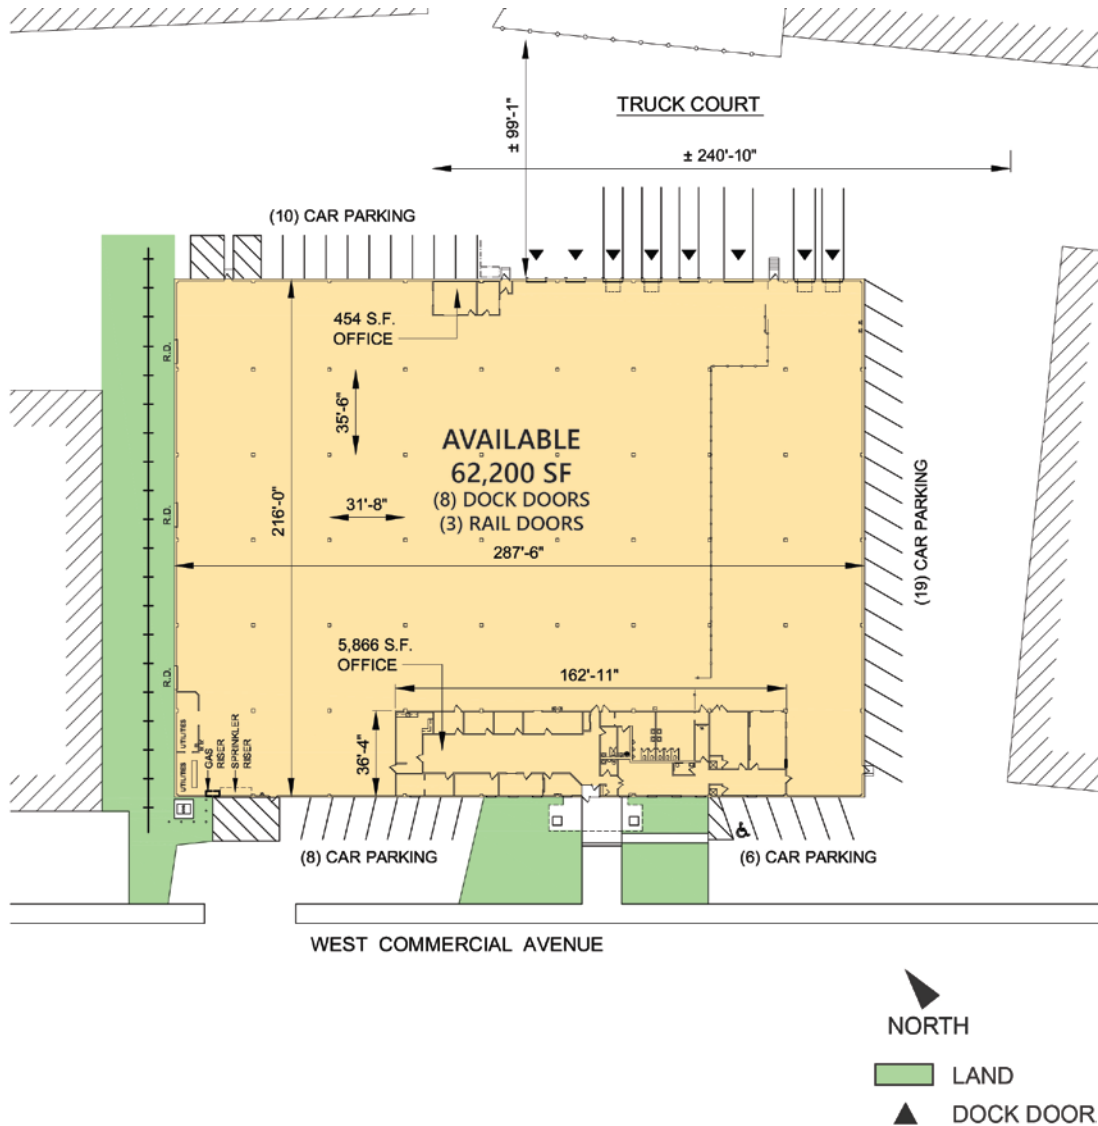 TRUCK COURT
± 99'-1"
± 240'-10"
(10) CAR PARKING
454 S.F.
OFFICE
R.D.
35'-6"
AVAILABLE
62,200 SF
(8) DOCK DOORS
(3) RAIL DOORS
31'-8"
216'-0"
R.D.
287'-6"
(19) CAR PARKING
5,866 S.F.
OFFICE
R.D.
162'-11"
36'-4"
UTILITIES
UTILITIES
GAS
RISER
SPRINKLER
RISER
(8) CAR PARKING
(6) CAR PARKING
WEST COMMERCIAL AVENUE
NORTH
LAND
DOCK DOOR